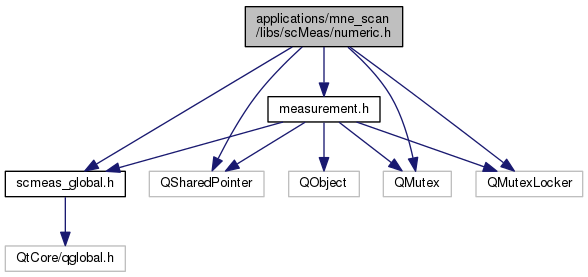 applications/mne_scan
/libs/scMeas/numeric.h
measurement.h
scmeas_global.h
QSharedPointer
QObject
QMutex
QMutexLocker
QtCore/qglobal.h